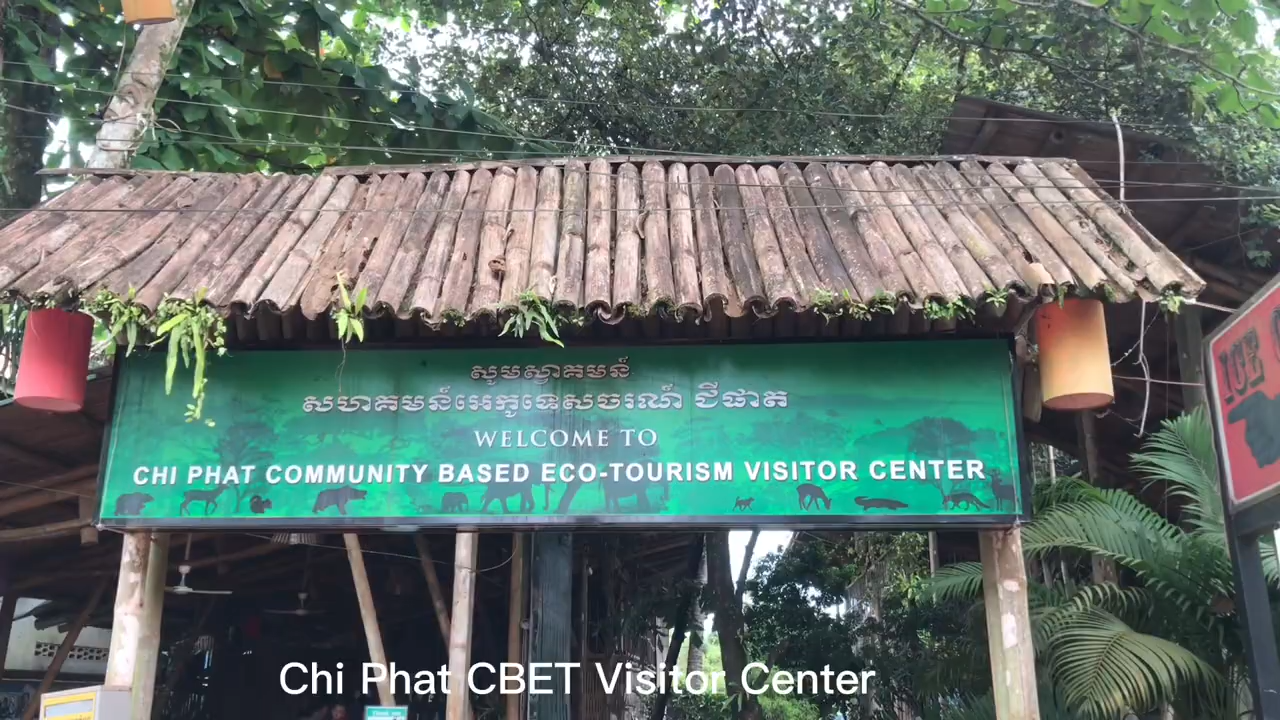 សូមស្វាគមន៍
សហគមន៍អេកូទេសចរណ៍ ជីផាត
WELCOME TO
CHI PHAT COMMUNITY BASED ECO-TOURISM VISITOR CENTER
ICE
Chi Phat CBET Visitor Center